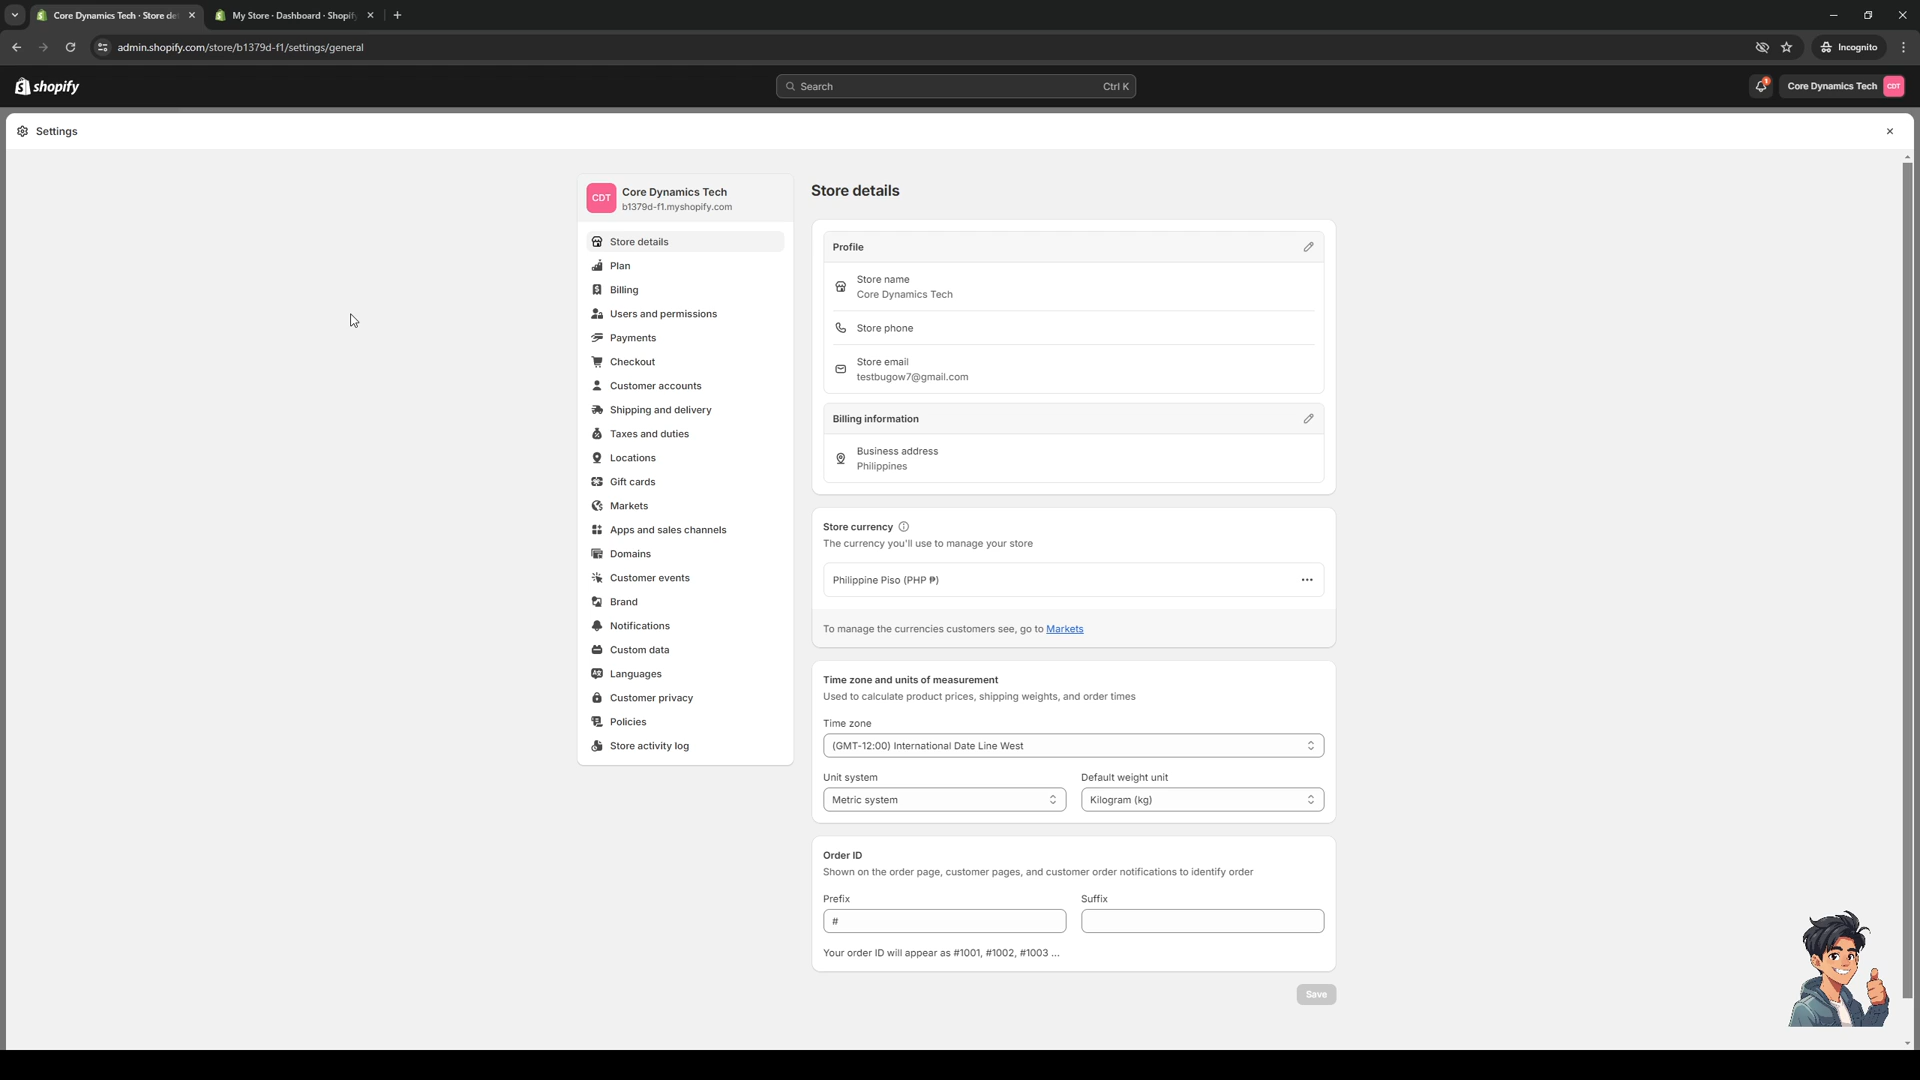 Core Dynamics Tech · Store de
My Store · Dashboard · Shopify
admin.shopify.com/store/b1379d-f1/settings/general
Incognito
shopify
Search
Ctrl K
1
Core Dynamics Tech
CDT
Settings
CDT
Core Dynamics Tech
b1379d-f1.myshopify.com
Store details
Plan
Billing
Users and permissions
Payments
Checkout
Customer accounts
Shipping and delivery
Taxes and duties
Locations
Gift cards
Markets
Apps and sales channels
Domains
Customer events
Brand
Notifications
Custom data
Languages
Customer privacy
Policies
Store activity log
Store details
Profile
Store name
Core Dynamics Tech
Store phone
Store email
testbugow7@gmail.com
Billing information
Business address
Philippines
Store currency
The currency you'll use to manage your store
Philippine Piso (PHP ₱)
To manage the currencies customers see, go to Markets
Time zone and units of measurement
Used to calculate product prices, shipping weights, and order times
Time zone
(GMT-12:00) International Date Line West
Unit system
Default weight unit
Metric system
Kilogram (kg)
Order ID
Shown on the order page, customer pages, and customer order notifications to identify order
Prefix
Suffix
#
Your order ID will appear as #1001, #1002, #1003 ...
Save